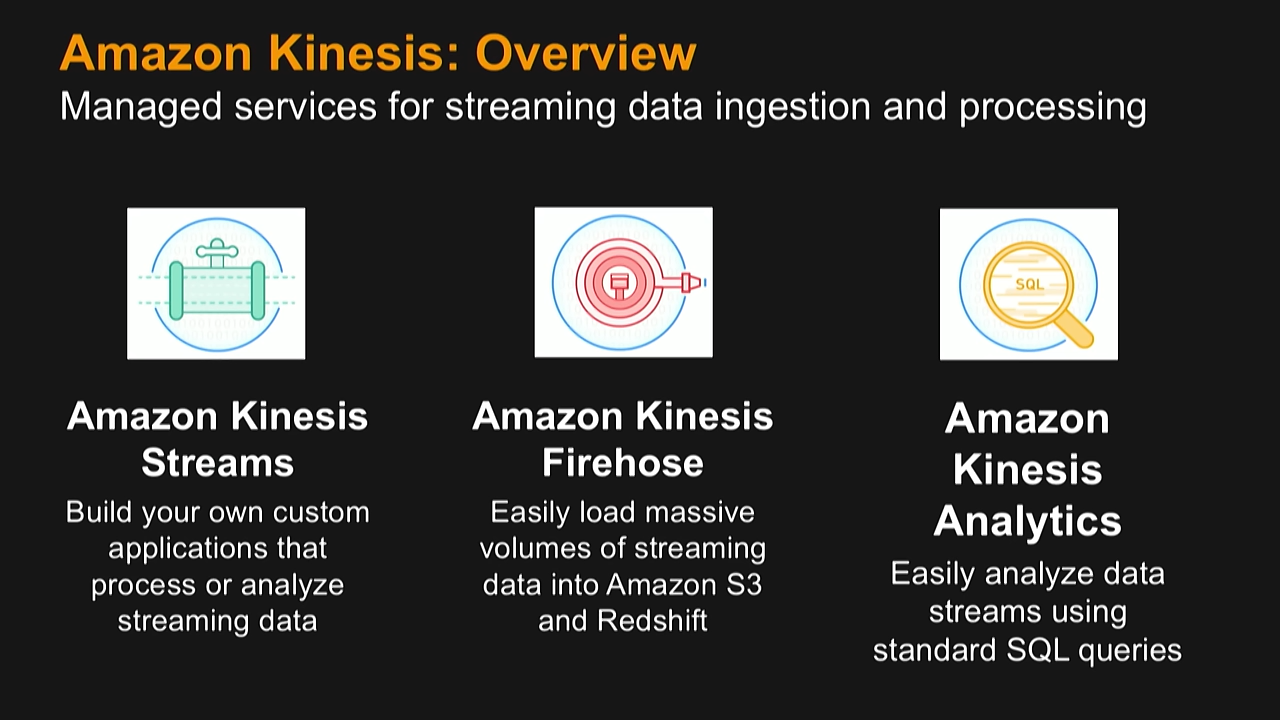 Amazon Kinesis: Overview
Managed services for streaming data ingestion and processing
Amazon Kinesis
Streams
Build your own custom
applications that
process or analyze
streaming data
Amazon Kinesis
Firehose
Easily load massive
volumes of streaming
data into Amazon S3
and Redshift
SQL
Amazon
Kinesis
Analytics
Easily analyze data
streams using
standard SQL queries